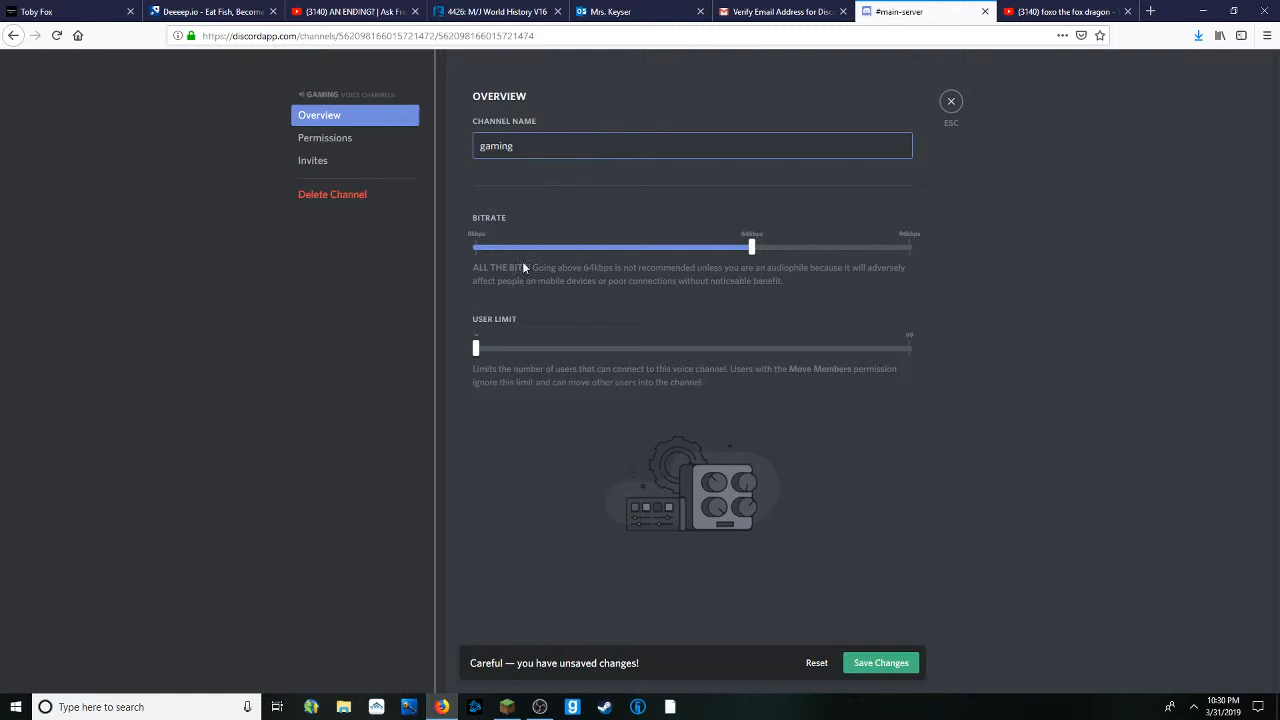 Toby Fox
Deeeep.io - Eat Fish, Become
(3140) AN ENDING? | Ask Fri
4426: M/J World History V16
Mrs. Keyser
Verify Email Address for Disc
#main-server
(3140) foxo the fox dragon -
https://discordapp.com/channels/562098166015721472/562098166015721474
GAMING VOICE CHANNELS
Overview
Permissions
Invites
Delete Channel
OVERVIEW
ESC
CHANNEL NAME
gaming
BITRATE
8kbps 64kbps 96kbps
ALL THE BITS Going above 64kbps is not recommended unless you are an audiophile because it will adversely
affect people on mobile devices or poor connections without noticeable benefit.
USER LIMIT
99
Limits the number of users that can connect to this voice channel. Users with the Move Members permission
ignore this limit and can move other users into the channel.
Careful — you have unsaved changes!
Reset
Save Changes
Type here to search
10:30 PM
3/31/2019